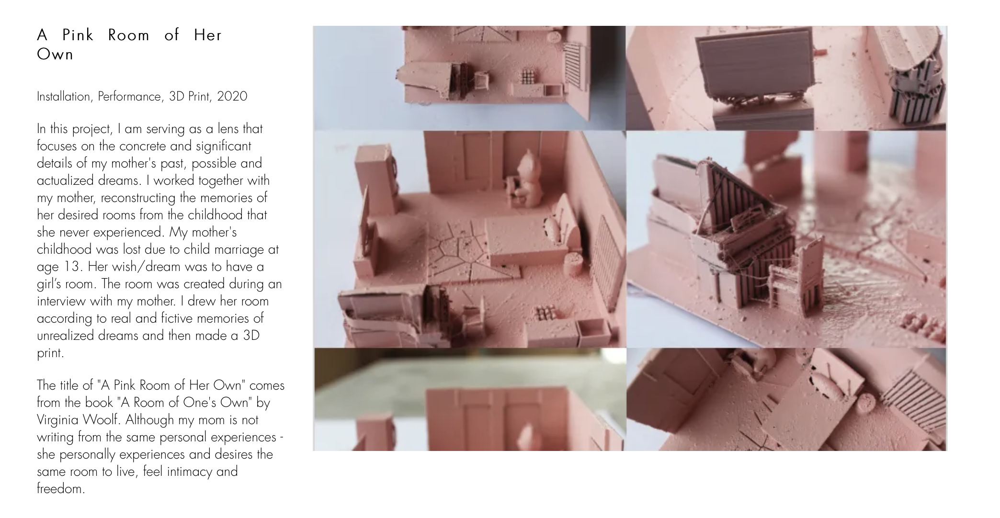 A Pink Room of Her
Own
Installation, Performance, 3D Print, 2020
In this project, I am serving as a lens that
focuses on the concrete and significant
details of my mother's past, possible and
actualized dreams. I worked together with
my mother, reconstructing the memories of
her desired rooms from the childhood that
she never experienced. My mother's
childhood was lost due to child marriage at
age 13. Her wish/dream was to have a
girl’s room. The room was created during an
interview with my mother. I drew her room
according to real and fictive memories of
unrealized dreams and then made a 3D
print.
The title of "A Pink Room of Her Own" comes
from the book "A Room of One's Own" by
Virginia Woolf. Although my mom is not
writing from the same personal experiences -
she personally experiences and desires the
same room to live, feel intimacy and
freedom.